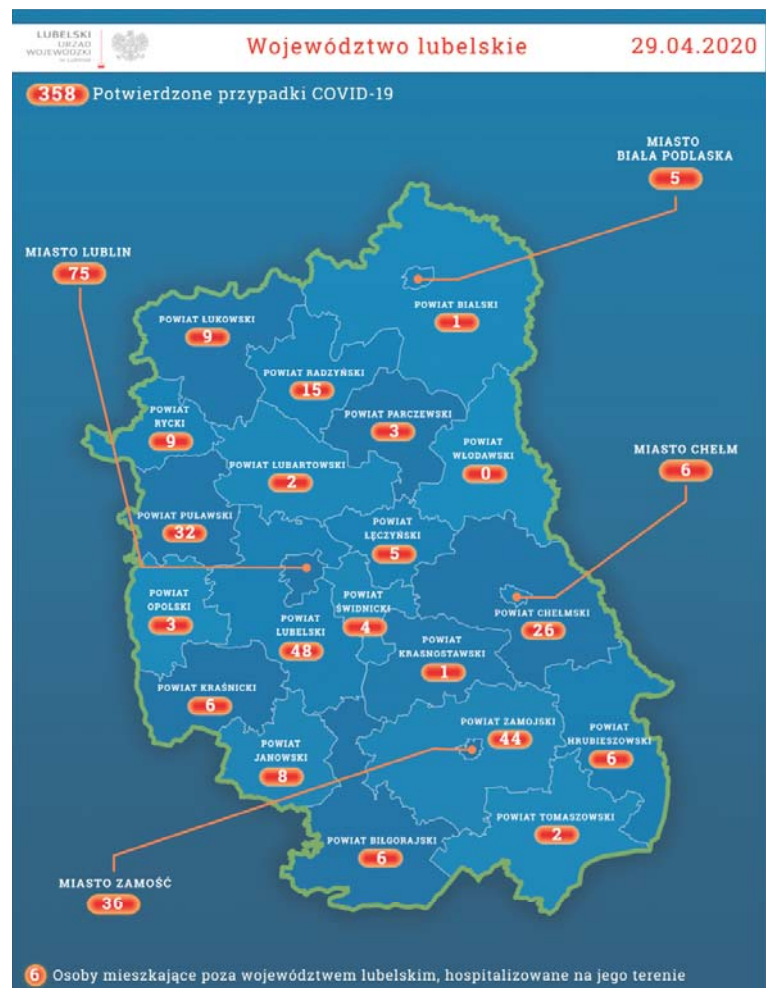 LUBELSKI
URZĄD
WOJEWÓDZKI
W LUBLINIE
Województwo lubelskie
29.04.2020
358 Potwierdzone przypadki COVID-19
MIASTO
BIAŁA PODLASKA
5
MIASTO LUBLIN
75
POWIAT BIALSKI
1
POWIAT ŁUKOWSKI
9
POWIAT RADZYŃSKI
15
POWIAT
RYCKI
9
POWIAT PARCZEWSKI
3
POWIAT
WŁODAWSKI
0
MIASTO CHEŁM
6
POWIAT LUBARTOWSKI
2
POWIAT PUŁAWSKI
32
POWIAT
ŁĘCZYŃSKI
5
POWIAT
OPOLSKI
3
POWIAT
LUBELSKI
48
POWIAT
ŚWIDNICKI
4
POWIAT CHEŁMSKI
26
POWIAT
KRASNOSTAWSKI
1
POWIAT KRAŚNICKI
6
POWIAT
JANOWSKI
8
POWIAT ZAMOJSKI
44
POWIAT
HRUBIESZOWSKI
6
POWIAT TOMASZOWSKI
2
POWIAT BIŁGORAJSKI
6
MIASTO ZAMOŚĆ
36
6 Osoby mieszkające poza województwem lubelskim, hospitalizowane na jego terenie